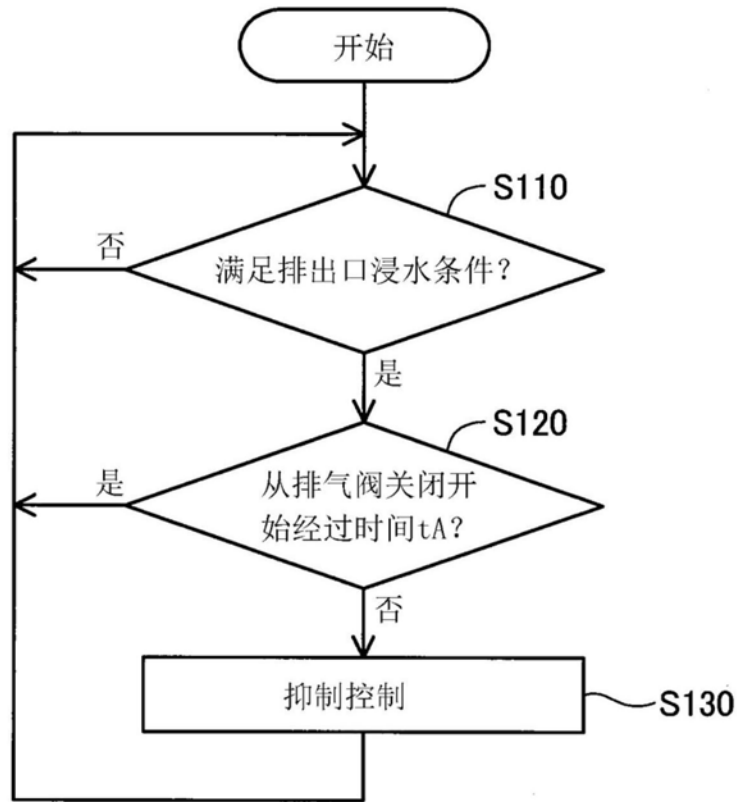 开始
S110
否
满足排出口浸水条件?
是
S120
是
从排气阀关闭开
始经过时间tA?
否
抑制控制
S130